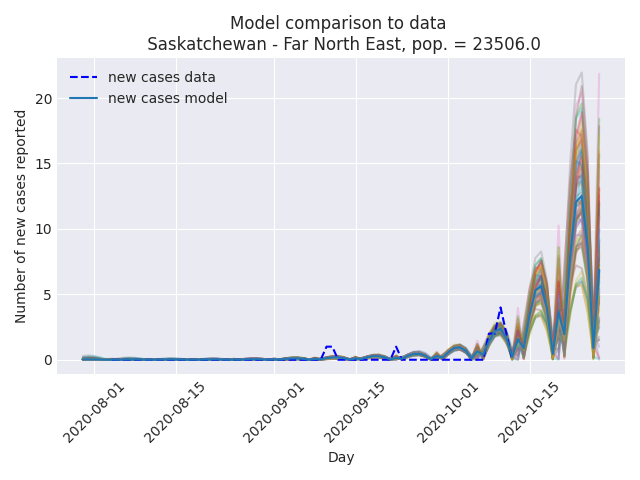 Model comparison to data
Saskatchewan - Far North East, pop. = 23506.0
new cases data
new cases model
Number of new cases reported
20
15
10
5
0
2020-08-01
2020-08-15
2020-09-01
2020-09-15
2020-10-01
2020-10-15
Day